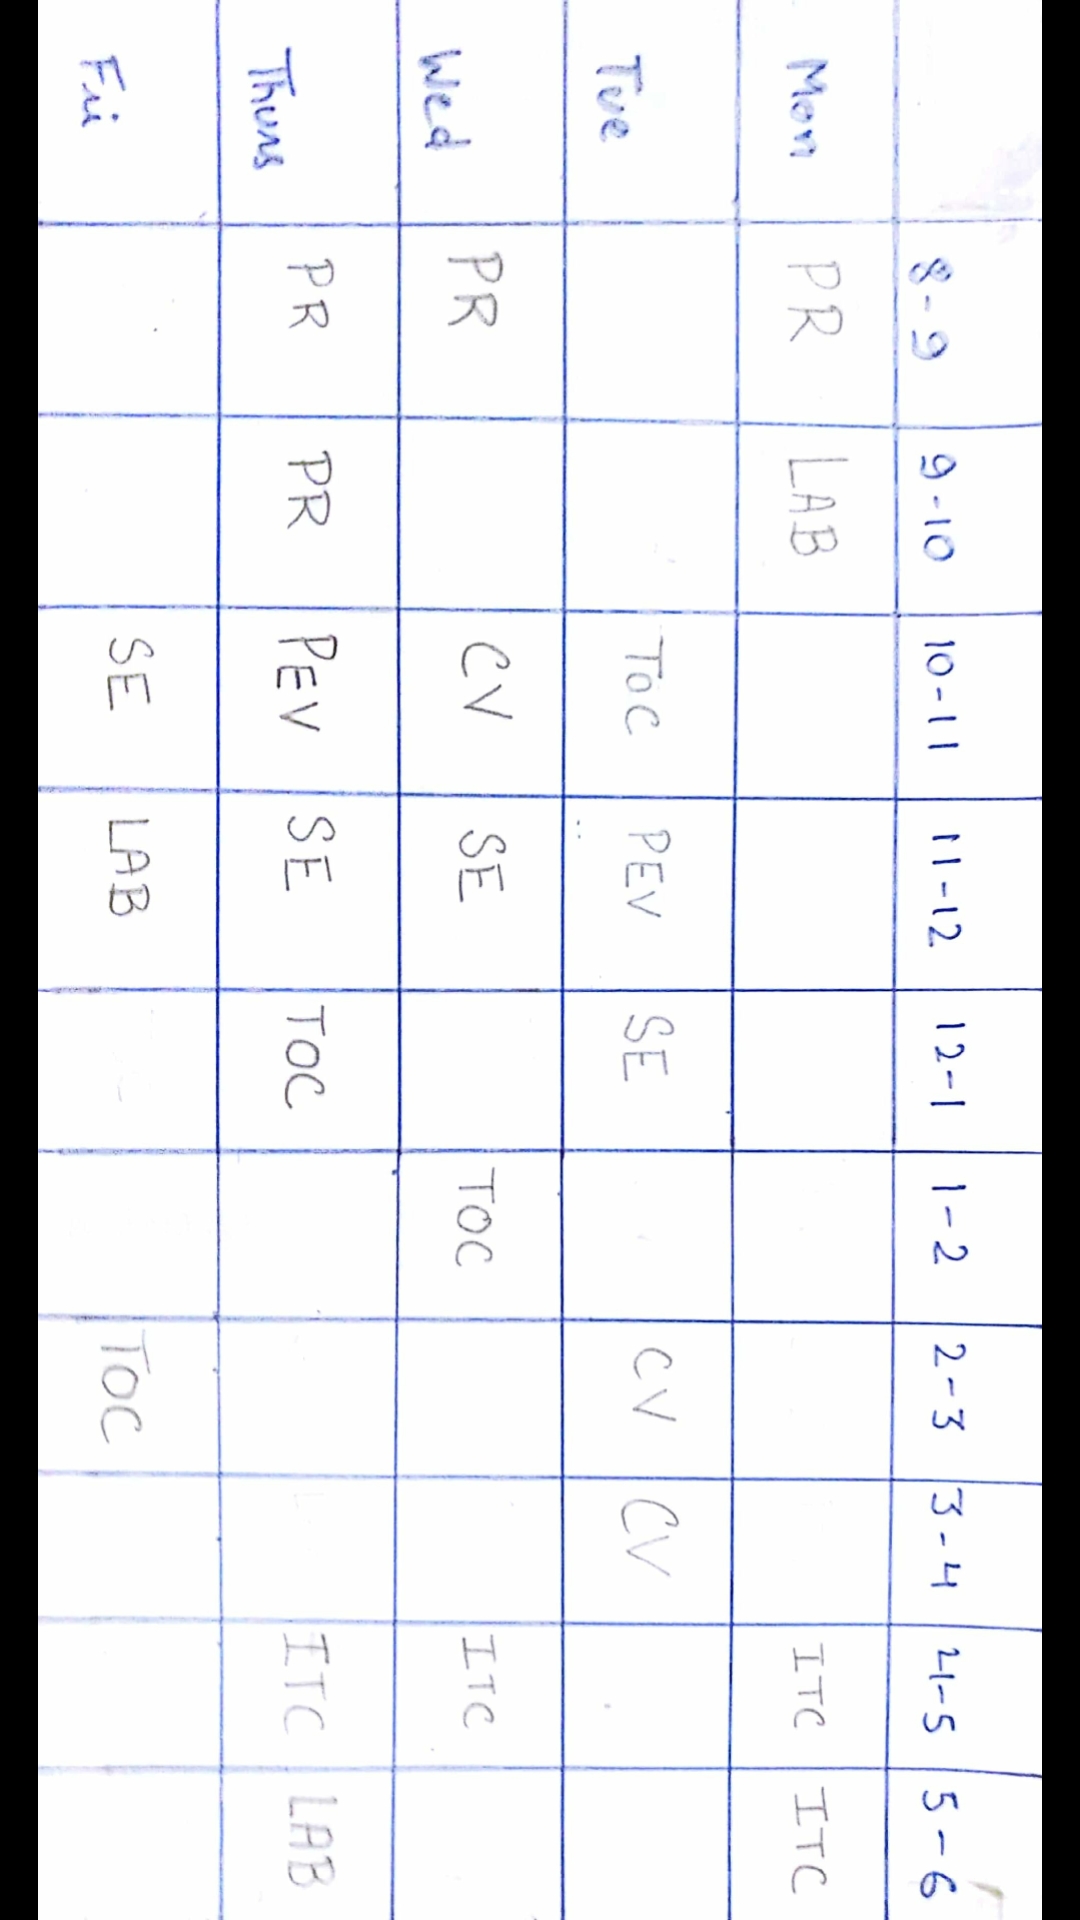 8-9 9-10 10-11 11-12 12-1 1-2 2-3 3-4 4-5 5-6
Mon PR LAB ITC ITC
Tue TOC PEV SE CV CV
Wed PR CV SE TOC ITC
Thurs PR PR PEV SE TOC ITC LAB
Fri SE LAB TOC